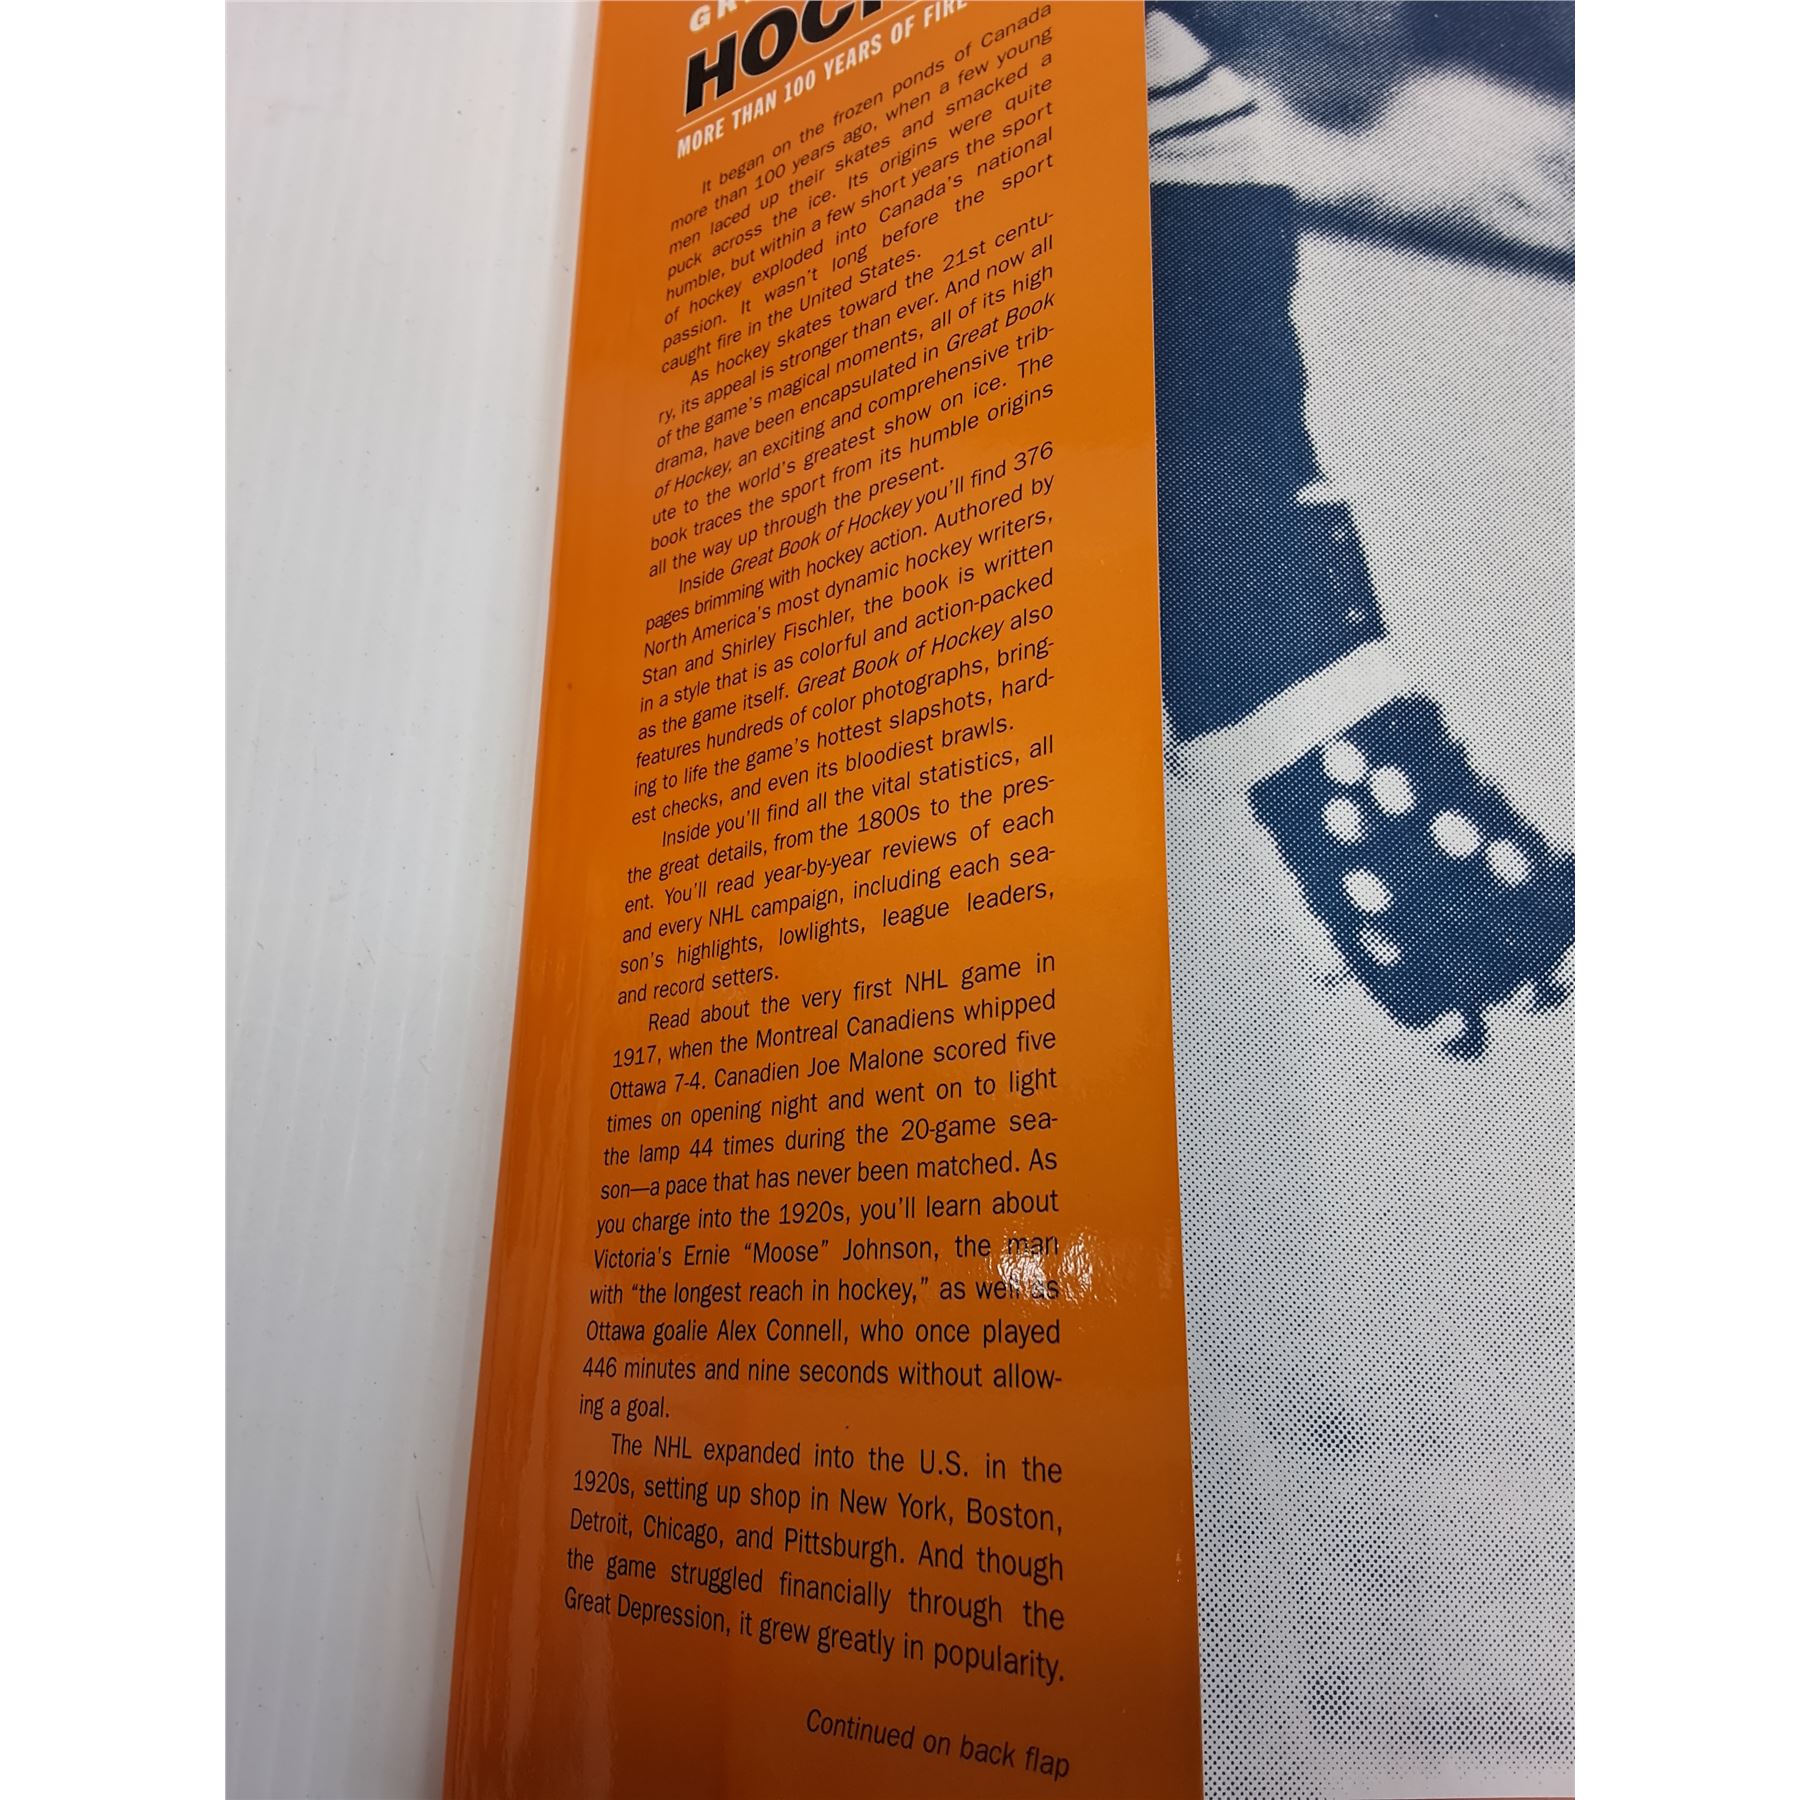 HOC
MORE THAN 100 YEARS OF FIRE
It began on the frozen ponds of Canada
more than 100 years ago, when a few young
men laced up their skates and smacked a
puck across the ice. Its origins were quite
humble, but within a few short years the sport
of hockey exploded into Canada's national
passion. It wasn't long before the sport
caught fire in the United States.
As hockey skates toward the 21st centu-
ry, its appeal is stronger than ever. And now all
of the game's magical moments, all of its high
drama, have been encapsulated in Great Book
of Hockey, an exciting and comprehensive trib-
ute to the world's greatest show on ice. The
book traces the sport from its humble origins
all the way up through the present.
Inside Great Book of Hockey you'll find 376
pages brimming with hockey action. Authored by
North America's most dynamic hockey writers,
Stan and Shirley Fischler, the book is written
in a style that is as colorful and action-packed
as the game itself. Great Book of Hockey also
features hundreds of color photographs, bring-
ing to life the game's hottest slapshots, hard-
est checks, and even its bloodiest brawls.
Inside you'll find all the vital statistics, all
the great details, from the 1800s to the pres-
ent. You'll read year-by-year reviews of each
and every NHL campaign, including each sea-
son's highlights, lowlights, league leaders,
and record setters.
Read about the very first NHL game in
1917, when the Montreal Canadiens whipped
Ottawa 7-4. Canadien Joe Malone scored five
times on opening night and went on to light
the lamp 44 times during the 20-game sea-
son—a pace that has never been matched. As
you charge into the 1920s, you'll learn about
Victoria's Ernie “Moose” Johnson, the man
with “the longest reach in hockey,” as well as
Ottawa goalie Alex Connell, who once played
446 minutes and nine seconds without allow-
ing a goal.
The NHL expanded into the U.S. in the
1920s, setting up shop in New York, Boston,
Detroit, Chicago, and Pittsburgh. And though
the game struggled financially through the
Great Depression, it grew greatly in popularity.
Continued on back flap